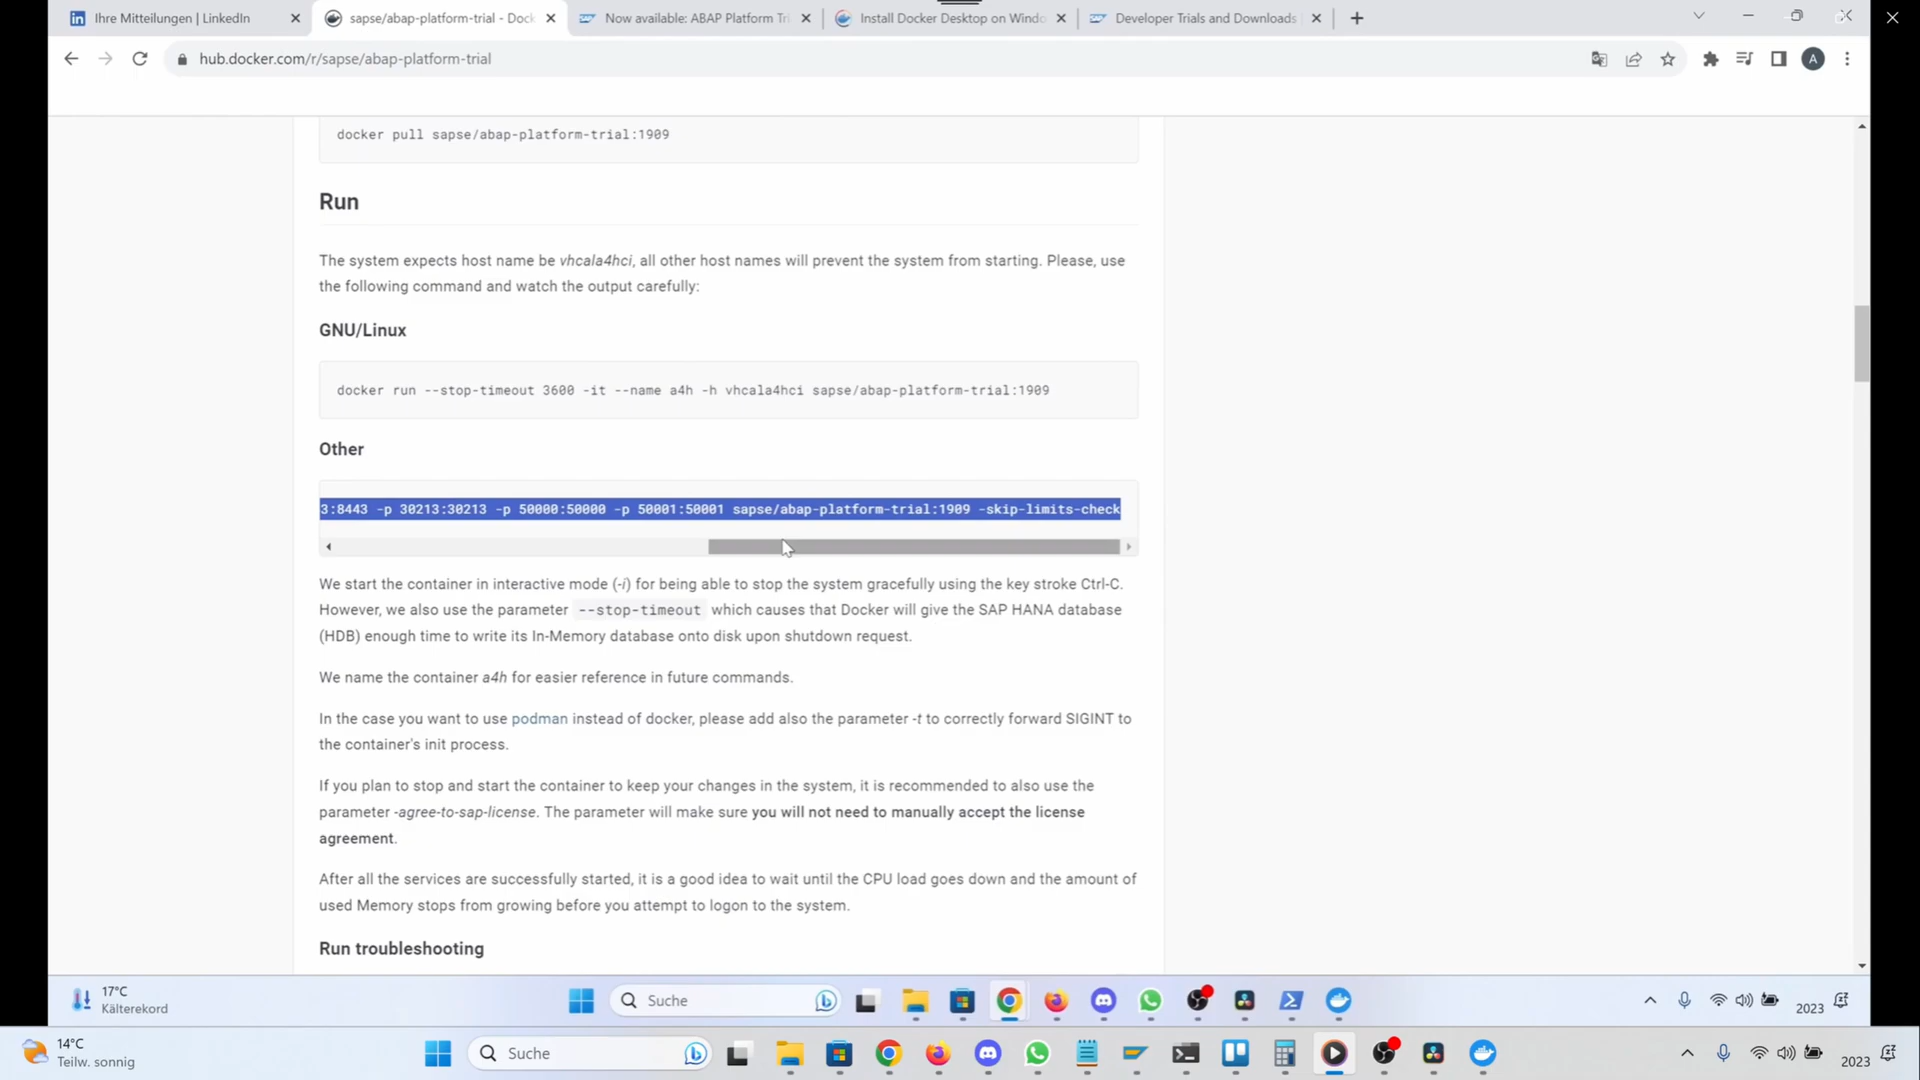 Ihre Mitteilungen | LinkedIn
sapse/abap-platform-trial - Dock
Now available: ABAP Platform Tri
Install Docker Desktop on Windo
Developer Trials and Downloads
hub.docker.com/r/sapse/abap-platform-trial
A
docker pull sapse/abap-platform-trial:1909
Run
The system expects host name be vhcala4hci, all other host names will prevent the system from starting. Please, use
the following command and watch the output carefully:
GNU/Linux
docker run --stop-timeout 3600 -it --name a4h -h vhcala4hci sapse/abap-platform-trial:1909
Other
3:8443 -p 30213:30213 -p 50000:50000 -p 50001:50001 sapse/abap-platform-trial:1909 -skip-limits-check
We start the container in interactive mode (-i) for being able to stop the system gracefully using the key stroke Ctrl-C.
However, we also use the parameter --stop-timeout which causes that Docker will give the SAP HANA database
(HDB) enough time to write its In-Memory database onto disk upon shutdown request.
We name the container a4h for easier reference in future commands.
In the case you want to use podman instead of docker, please add also the parameter -t to correctly forward SIGINT to
the container's init process.
If you plan to stop and start the container to keep your changes in the system, it is recommended to also use the
parameter -agree-to-sap-license. The parameter will make sure you will not need to manually accept the license
agreement.
After all the services are successfully started, it is a good idea to wait until the CPU load goes down and the amount of
used Memory stops from growing before you attempt to logon to the system.
Run troubleshooting
17°C
Kälterekord
Suche
2023
14°C
Teilw. sonnig
Suche
2023